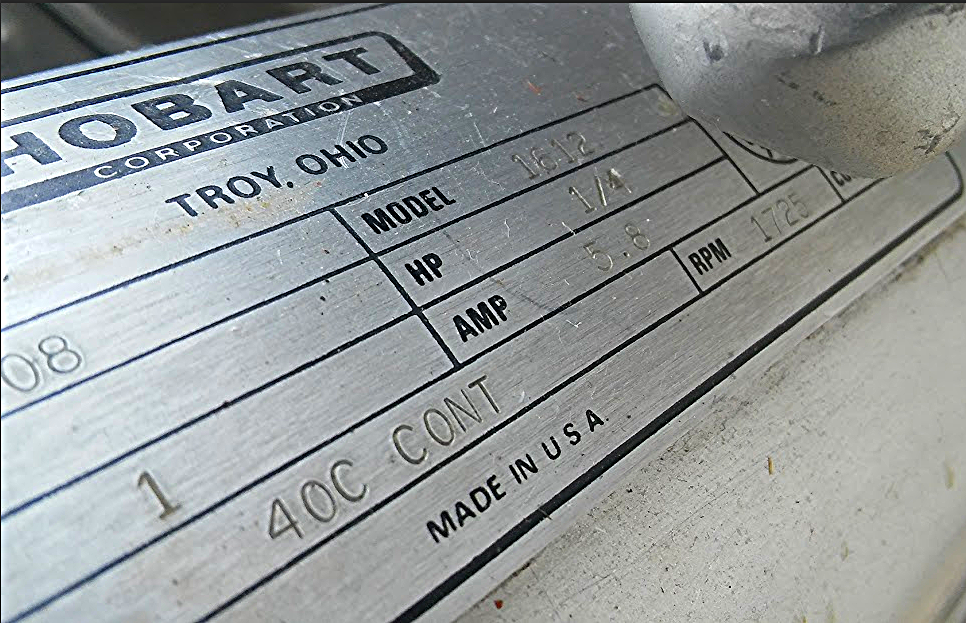 HOBART
CORPORATION
TROY, OHIO
MODEL 1612
HP 1/4
08
AMP 5.8 RPM 1725
1
40C CONT
MADE IN U S A.